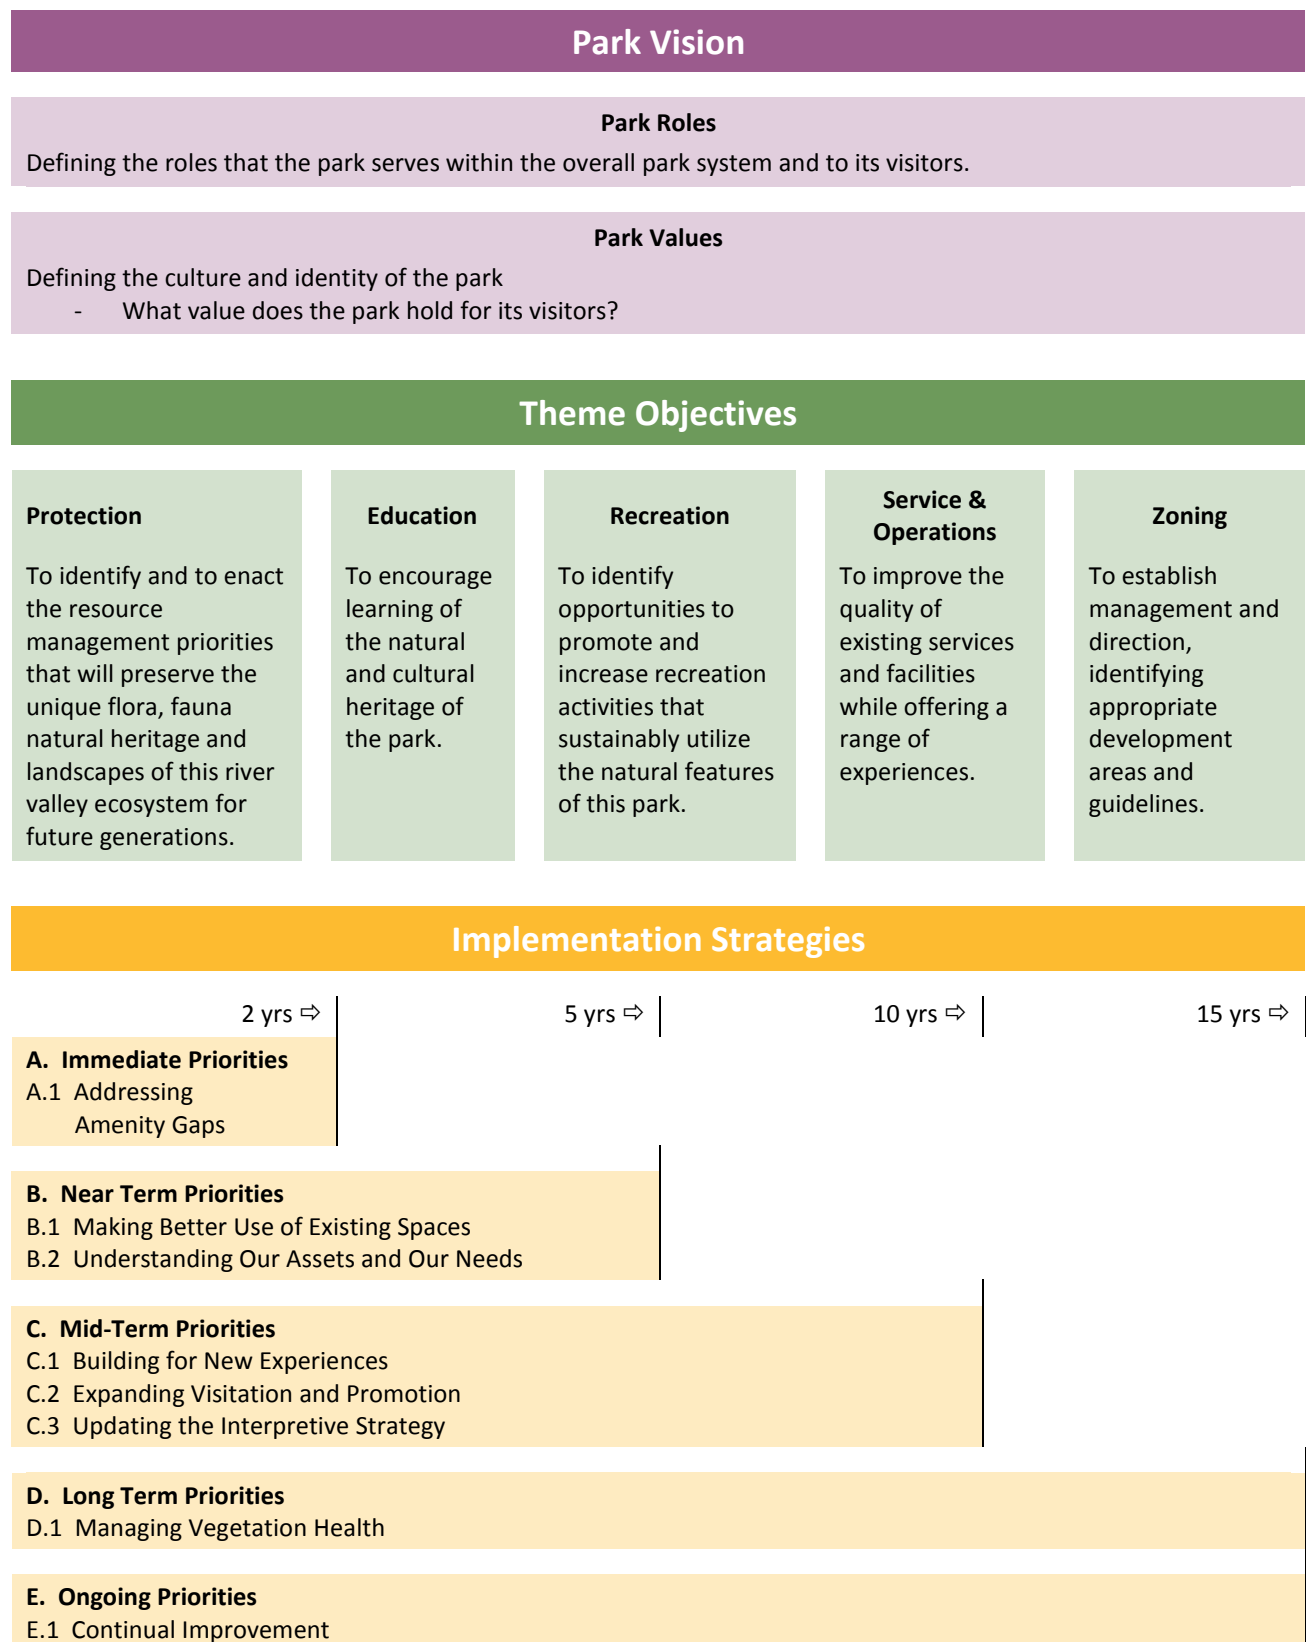 Park Vision
Park Roles
Defining the roles that the park serves within the overall park system and to its visitors.
Park Values
Defining the culture and identity of the park
- What value does the park hold for its visitors?
Theme Objectives
Protection
To identify and to enact
the resource
management priorities
that will preserve the
unique flora, fauna
natural heritage and
landscapes of this river
valley ecosystem for
future generations.
Education
To encourage
learning of
the natural
and cultural
heritage of
the park.
Recreation
To identify
opportunities to
promote and
increase recreation
activities that
sustainably utilize
the natural features
of this park.
Service &
Operations
To improve the
quality of
existing services
and facilities
while offering a
range of
experiences.
Zoning
To establish
management and
direction,
identifying
appropriate
development
areas and
guidelines.
Implementation Strategies
2 yrs ⇨
5 yrs ⇨
10 yrs ⇨
15 yrs ⇨
A. Immediate Priorities
A.1 Addressing
Amenity Gaps
B. Near Term Priorities
B.1 Making Better Use of Existing Spaces
B.2 Understanding Our Assets and Our Needs
C. Mid-Term Priorities
C.1 Building for New Experiences
C.2 Expanding Visitation and Promotion
C.3 Updating the Interpretive Strategy
D. Long Term Priorities
D.1 Managing Vegetation Health
E. Ongoing Priorities
E.1 Continual Improvement